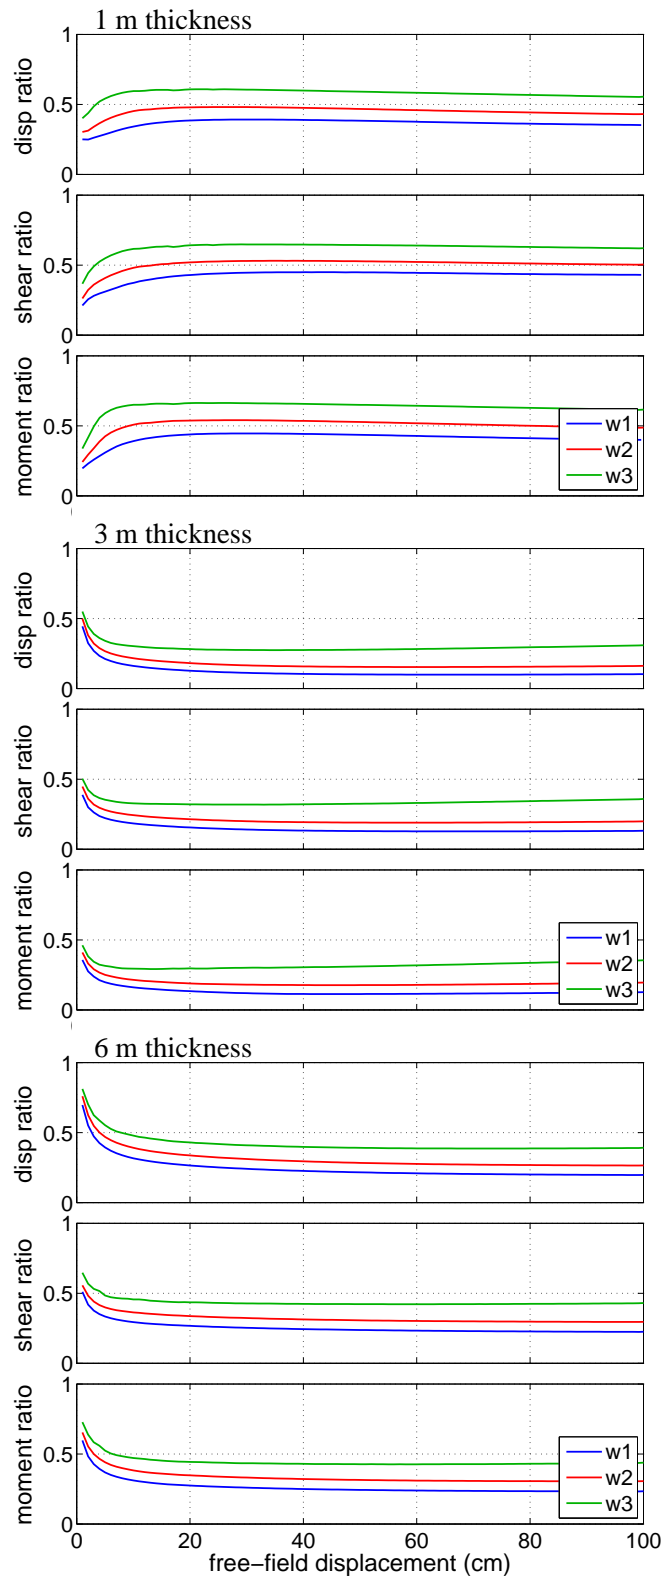 1 m thickness
1
disp ratio
0.5
0
1
shear ratio
0.5
0
1
moment ratio
0.5
0
w1
w2
w3
3 m thickness
1
disp ratio
0.5
0
1
shear ratio
0.5
0
1
moment ratio
0.5
0
w1
w2
w3
6 m thickness
1
disp ratio
0.5
0
1
shear ratio
0.5
0
1
moment ratio
0.5
0
w1
w2
w3
0 20 40 60 80 100
free−field displacement (cm)